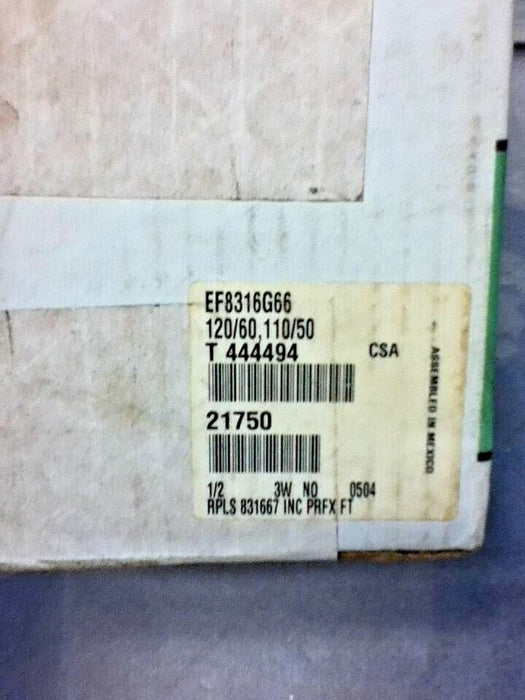 EF8316G66
120/60,110/50
T 444494 CSA
21750
1/2 3W NO 0504
RPLS 831667 INC PRFX FT
ASSEMBLED IN MEXICO